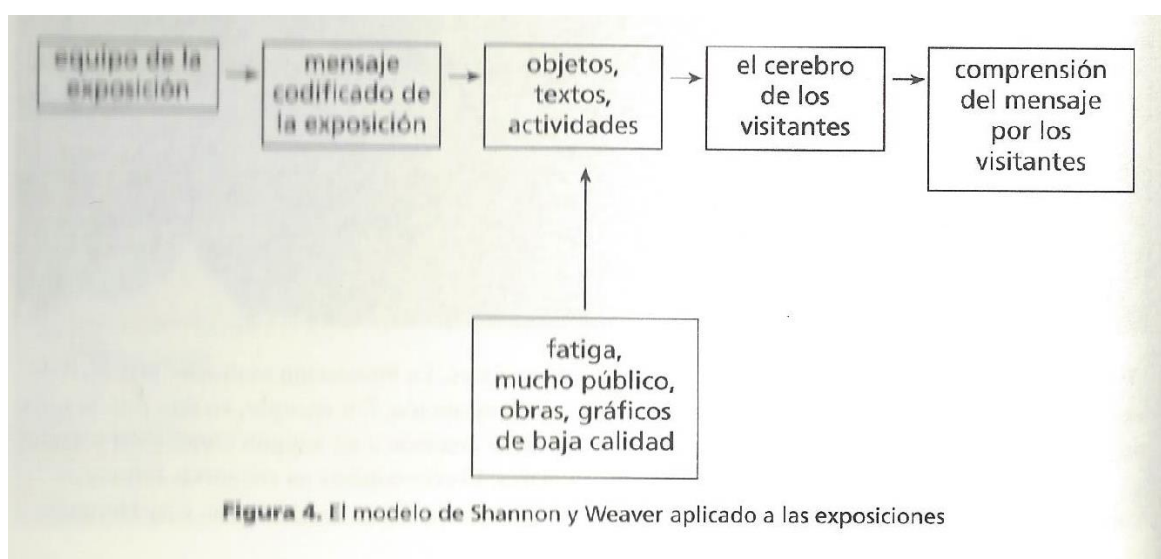 equipo de la
exposición
mensaje
codificado de
la exposición
objetos,
textos,
actividades
el cerebro
de los
visitantes
comprensión
del mensaje
por los
visitantes
fatiga,
mucho público,
obras, gráficos
de baja calidad
Figura 4. El modelo de Shannon y Weaver aplicado a las exposiciones